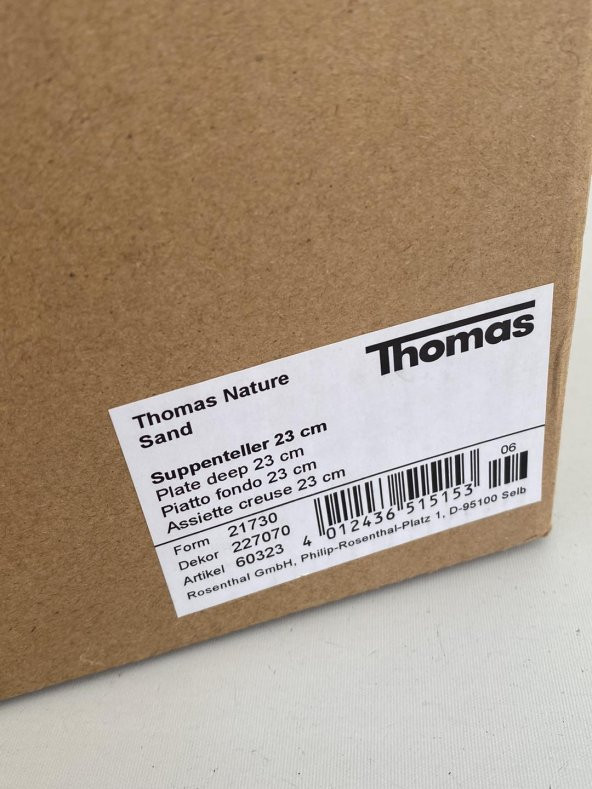 Thomas
Thomas Nature
Sand
Suppenteller 23 cm
Plate deep 23 cm
Piatto fondo 23 cm
Assiette creuse 23 cm
06
Form 21730
Dekor 227070
Artikel 60323
4 012436 515153
Rosenthal GmbH, Philip-Rosenthal-Platz 1, D-95100 Selb